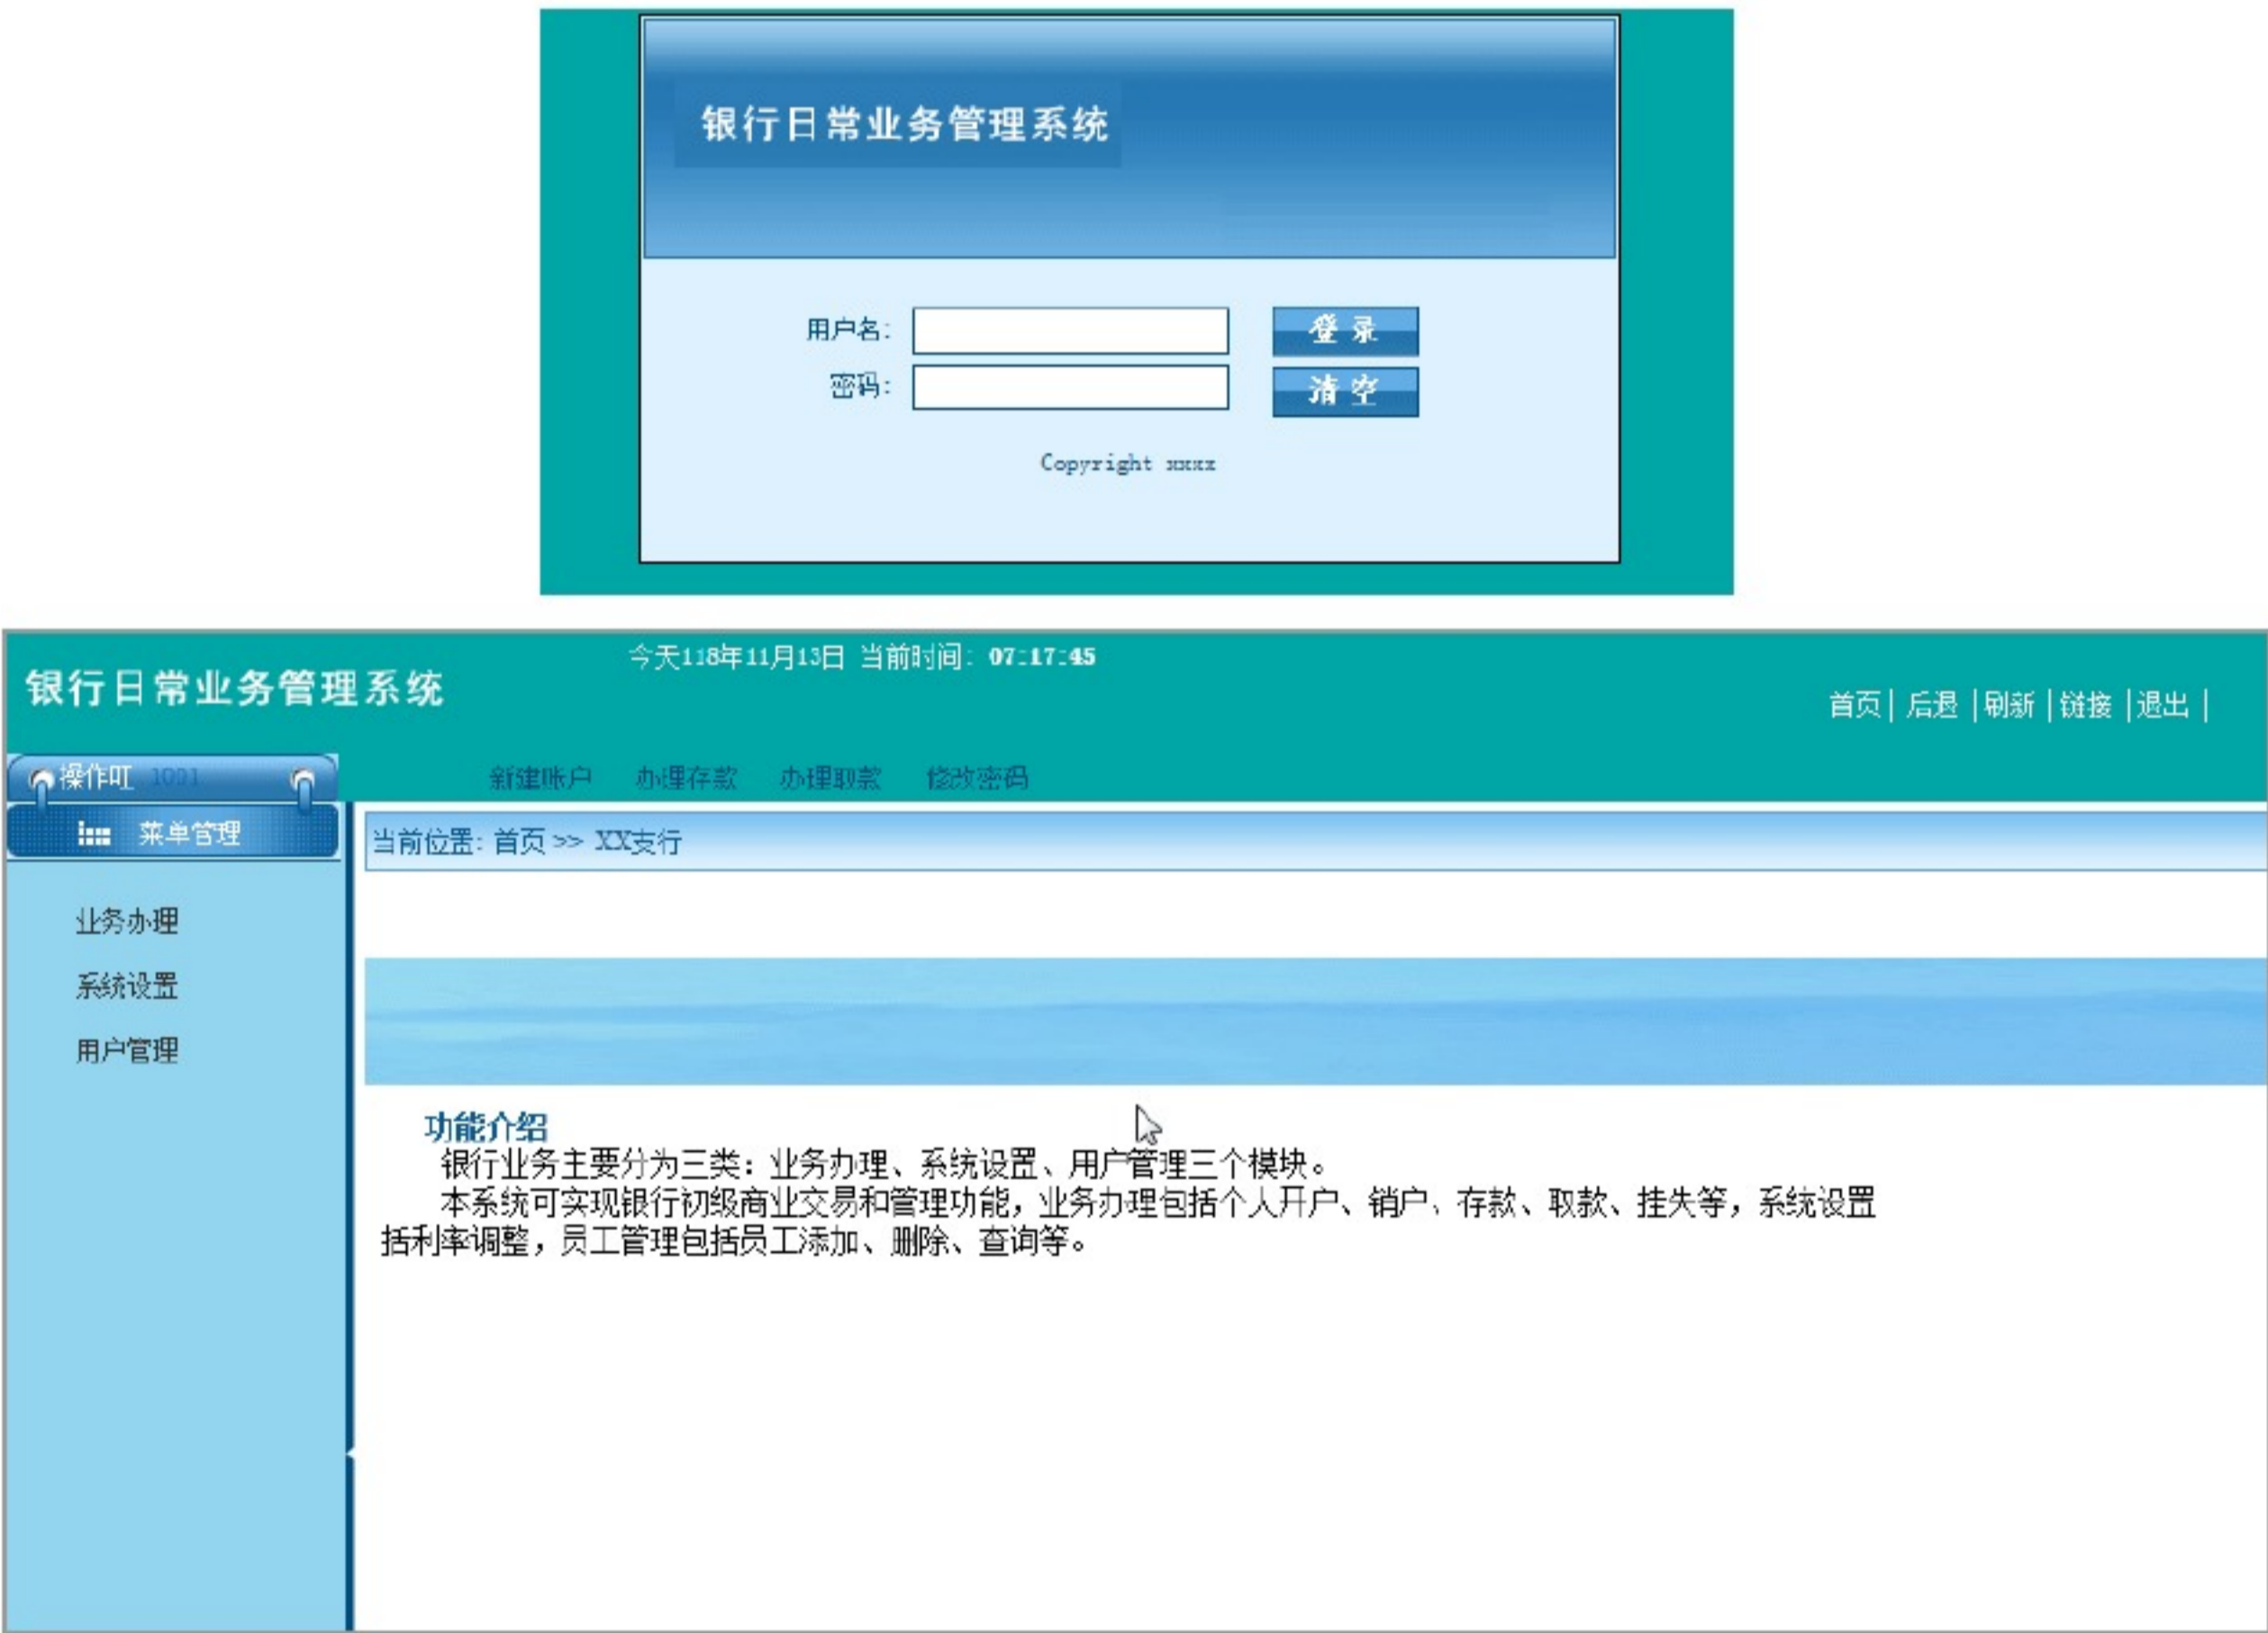 银行日常业务管理系统
用户名：
登 录
密码：
清 空
Copyright xxxx
今天118年11月13日 当前时间：07:17:45
银行日常业务管理系统
首页| 后退 |刷新 |链接 |退出 |
操作叿 1001
新建账户 办理存款 办理取款 修改密码
菜单管理
当前位置：首页 >> XX支行
业务办理
系统设置
用户管理
功能介绍
银行业务主要分为三类：业务办理、系统设置、用户管理三个模块。
本系统可实现银行初级商业交易和管理功能，业务办理包括个人开户、销户、存款、取款、挂失等，系统设置
括利率调整，员工管理包括员工添加、删除、查询等。